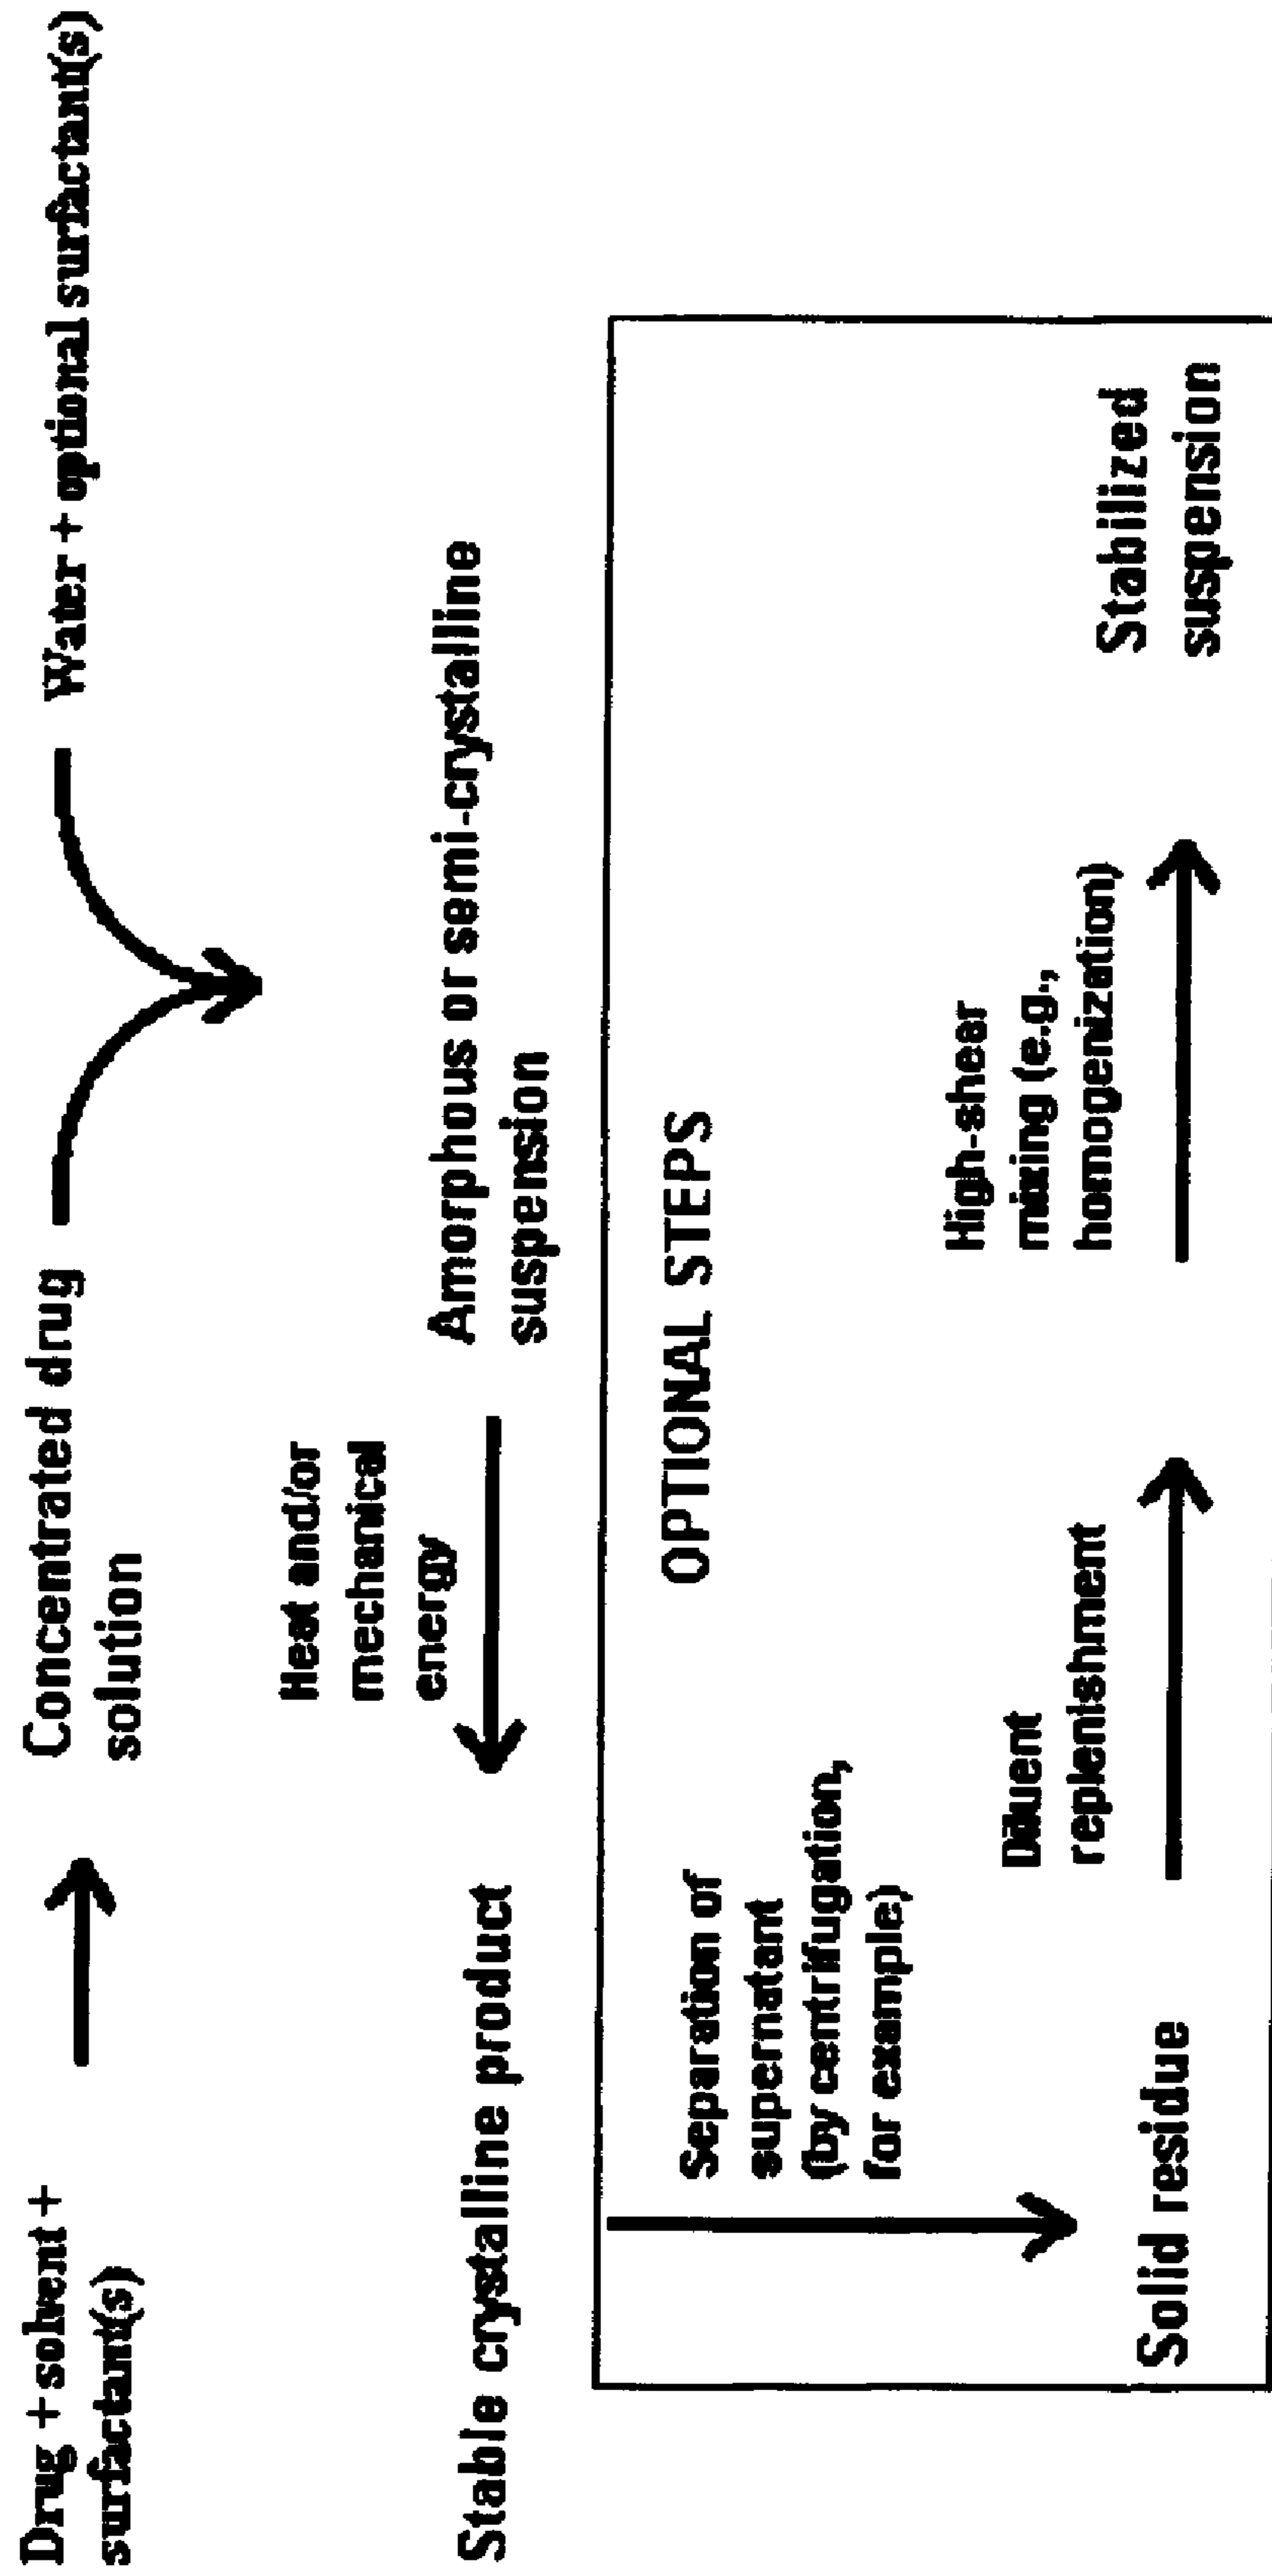 Drug + solvent +
surfactant(s)
Concentrated drug
solution
Water + optional surfactant(s)
Heat and/or
mechanical
energy
Amorphous or semi-crystalline
suspension
Stable crystalline product
OPTIONAL STEPS
Separation of
supernatant
(by centrifugation,
for example)
Solid residue
Diluent
replenishment
High-shear
mixing (e.g.,
homogenization)
Stabilized
suspension